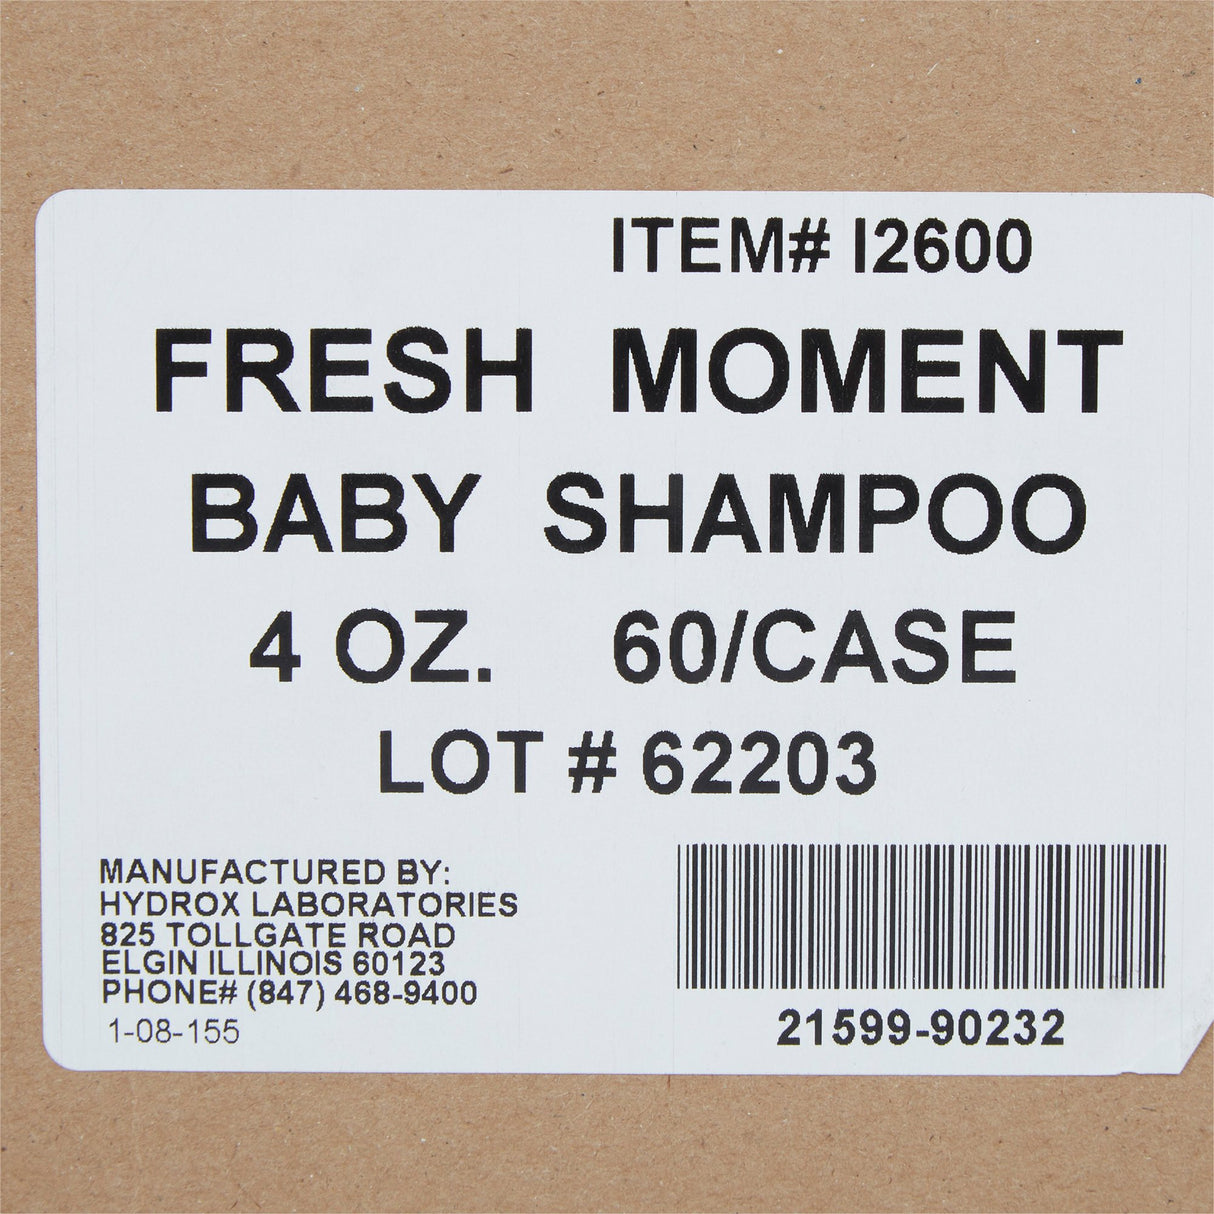 ITEM# I2600
FRESH MOMENT
BABY SHAMPOO
4 OZ. 60/CASE
LOT # 62203
MANUFACTURED BY:
HYDROX LABORATORIES
825 TOLLGATE ROAD
ELGIN ILLINOIS 60123
PHONE# (847) 468-9400
1-08-155
21599-90232